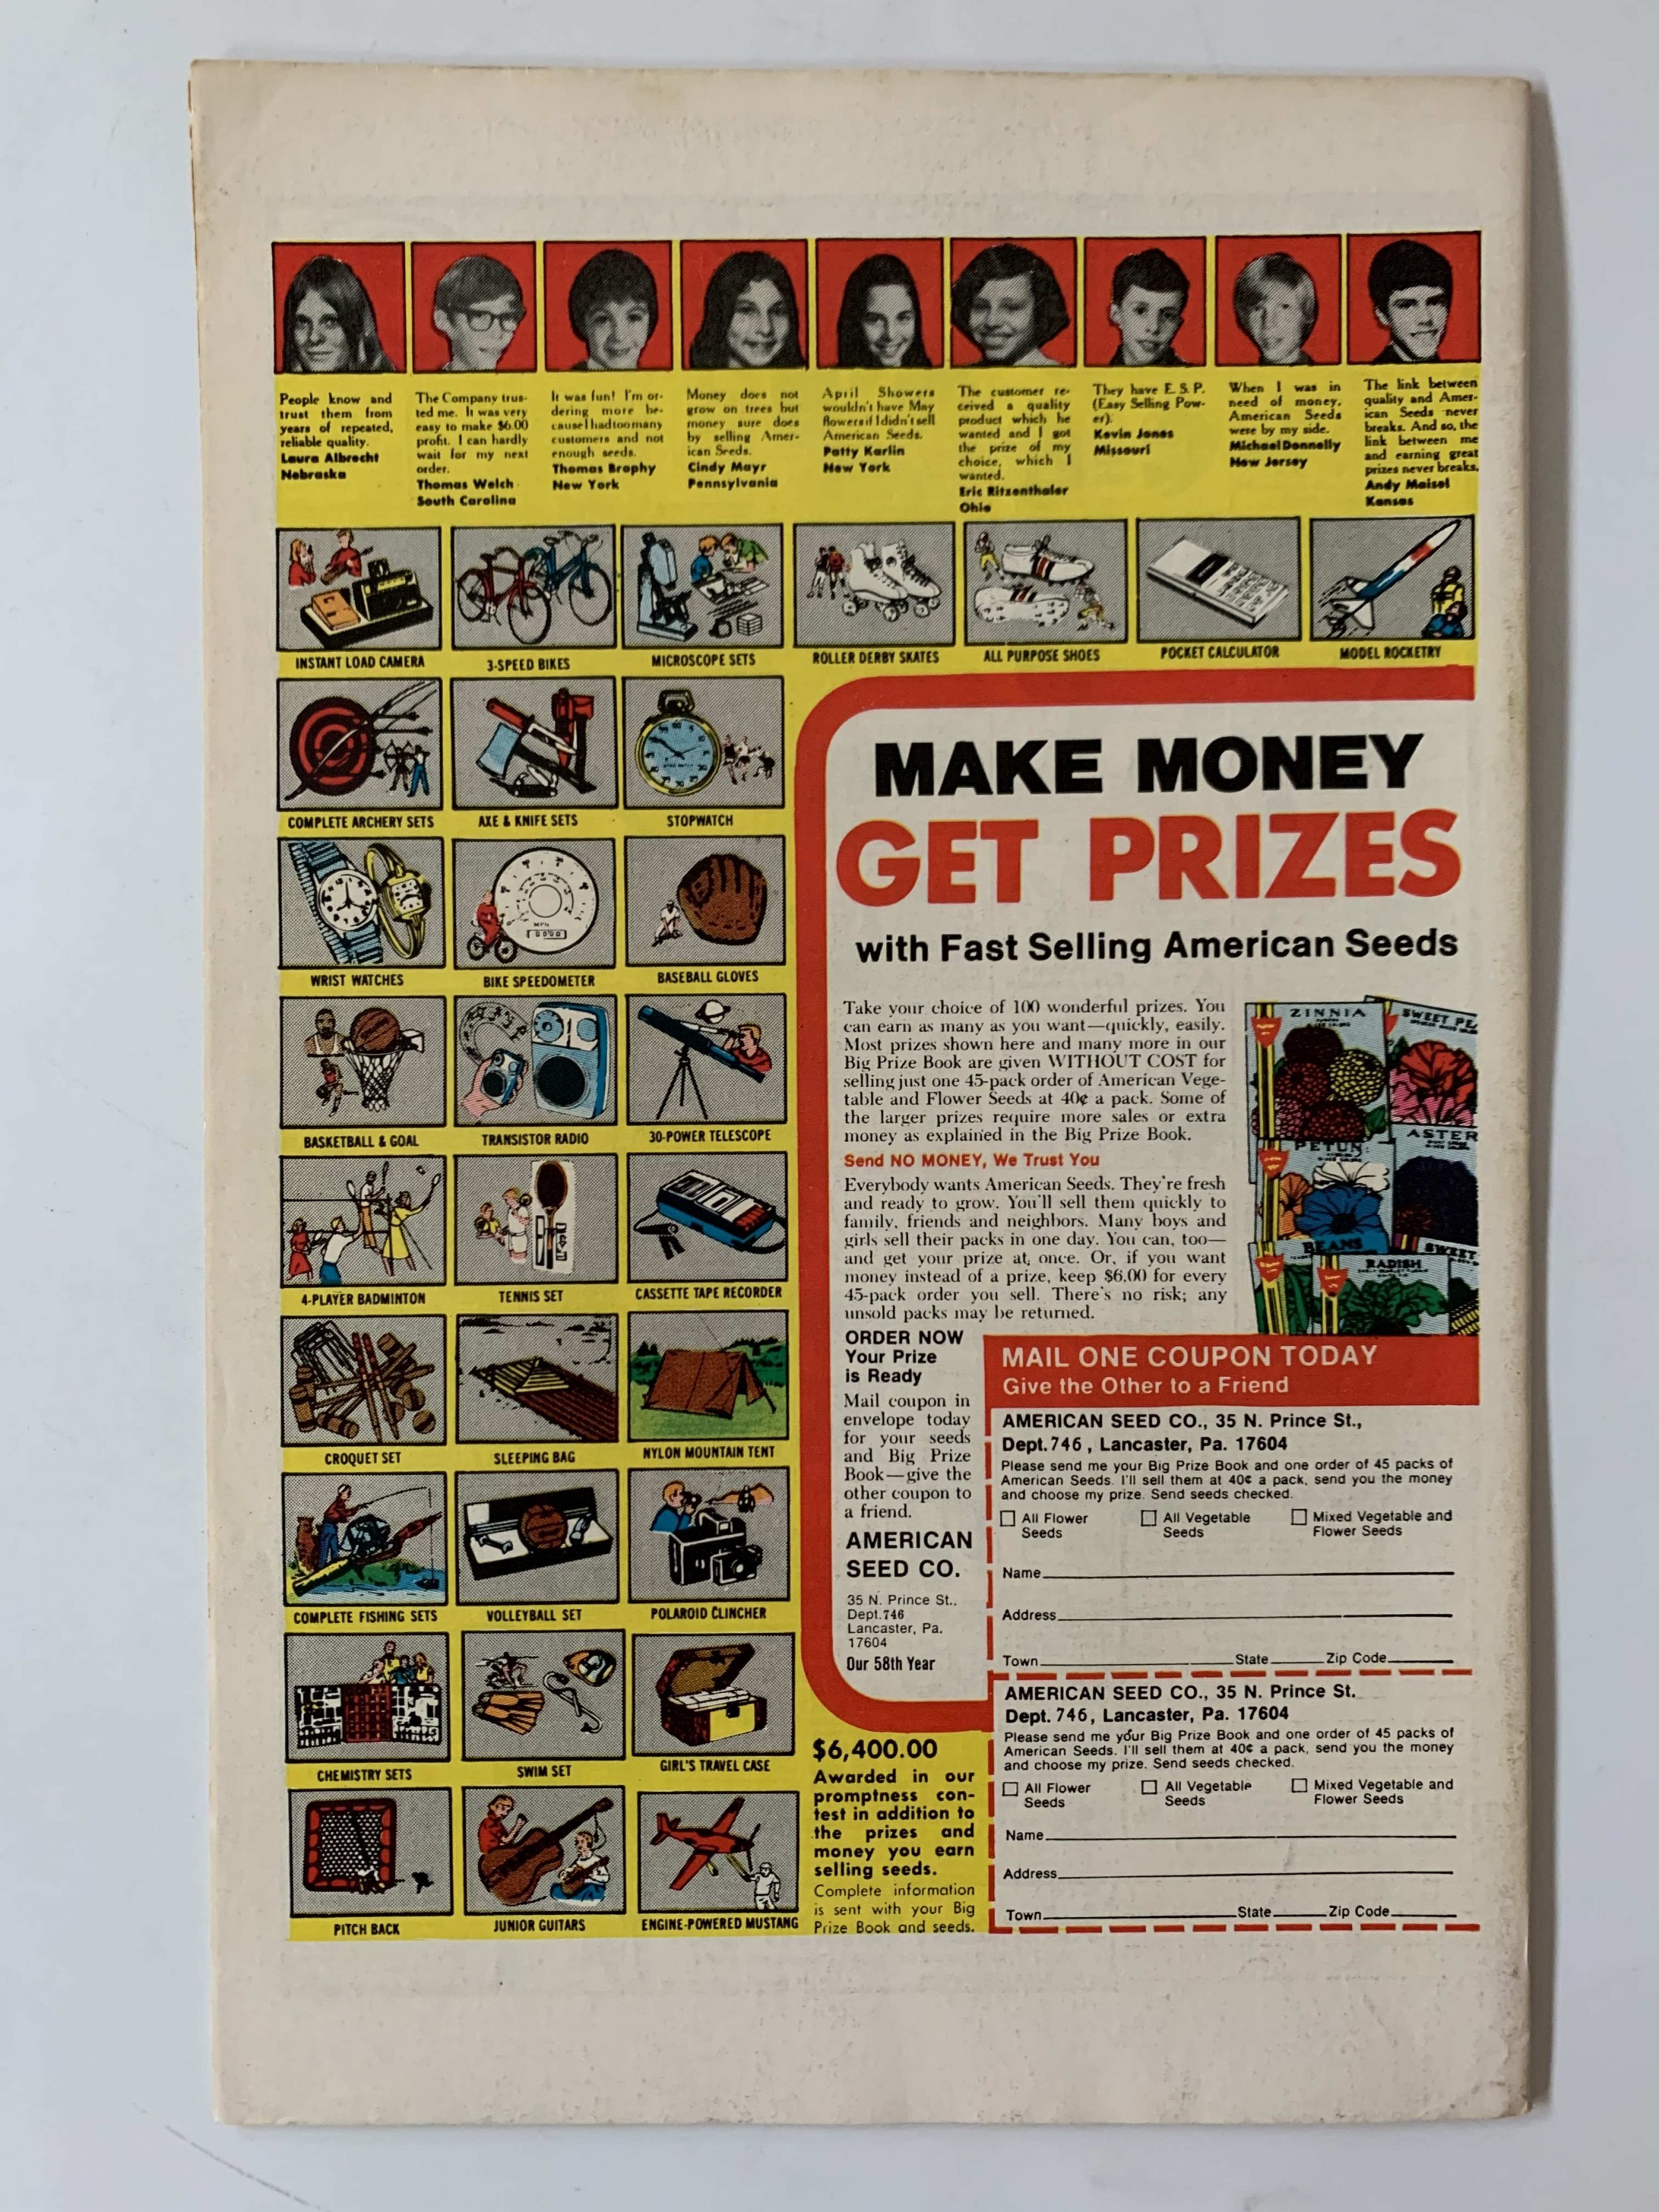 People know and
trust them from
years of repeated,
reliable quality.
Laura Albrecht
Nebraska
The Company trus-
ted me. It was very
easy to make $6.00
profit. I can hardly
wait for my next
order.
Thomas Welch
South Carolina
It was fun! I'm or-
dering more be-
cause I had too many
customers and not
enough seeds.
Thomas Brophy
New York
Money does not
grow on trees but
money sure does
by selling Amer-
ican Seeds.
Cindy Mayr
Pennsylvania
April Showers
wouldn't have May
flowers if I didn't sell
American Seeds.
Patty Karlin
New York
The customer re-
ceived a quality
product which he
wanted and I got
the prize of my
choice, which I
wanted.
Eric Ritzenthaler
Ohio
They have E. S. P.
(Easy Selling Pow-
er).
Kevin Jones
Missouri
When I was in
need of money,
American Seeds
were by my side.
Michael Donnelly
New Jersey
The link between
quality and Amer-
ican Seeds never
breaks. And so, the
link between me
and earning great
prizes never breaks.
Andy Maisel
Kansas
INSTANT LOAD CAMERA
3-SPEED BIKES
MICROSCOPE SETS
ROLLER DERBY SKATES
ALL PURPOSE SHOES
POCKET CALCULATOR
MODEL ROCKETRY
COMPLETE ARCHERY SETS
AXE & KNIFE SETS
STOPWATCH
WRIST WATCHES
BIKE SPEEDOMETER
BASEBALL GLOVES
BASKETBALL & GOAL
TRANSISTOR RADIO
30-POWER TELESCOPE
4-PLAYER BADMINTON
TENNIS SET
CASSETTE TAPE RECORDER
CROQUET SET
SLEEPING BAG
NYLON MOUNTAIN TENT
COMPLETE FISHING SETS
VOLLEYBALL SET
POLAROID CLINCHER
CHEMISTRY SETS
SWIM SET
GIRL'S TRAVEL CASE
PITCH BACK
JUNIOR GUITARS
ENGINE-POWERED MUSTANG
MAKE MONEY
GET PRIZES
with Fast Selling American Seeds
Take your choice of 100 wonderful prizes. You
can earn as many as you want—quickly, easily.
Most prizes shown here and many more in our
Big Prize Book are given WITHOUT COST for
selling just one 45-pack order of American Vege-
table and Flower Seeds at 40¢ a pack. Some of
the larger prizes require more sales or extra
money as explained in the Big Prize Book.
Send NO MONEY, We Trust You
Everybody wants American Seeds. They're fresh
and ready to grow. You'll sell them quickly to
family, friends and neighbors. Many boys and
girls sell their packs in one day. You can, too—
and get your prize at once. Or, if you want
money instead of a prize, keep $6.00 for every
45-pack order you sell. There's no risk; any
unsold packs may be returned.
ZINNIA
SWEET PE
PETUN
ASTER
BEANS
RADISH
SWEET
ORDER NOW
Your Prize
is Ready
Mail coupon in
envelope today
for your seeds
and Big Prize
Book—give the
other coupon to
a friend.
AMERICAN
SEED CO.
35 N. Prince St.,
Dept. 746
Lancaster, Pa.
17604
Our 58th Year
$6,400.00
Awarded in our
promptness con-
test in addition to
the prizes and
money you earn
selling seeds.
Complete information
is sent with your Big
Prize Book and seeds.
MAIL ONE COUPON TODAY
Give the Other to a Friend
AMERICAN SEED CO., 35 N. Prince St.,
Dept. 746, Lancaster, Pa. 17604
Please send me your Big Prize Book and one order of 45 packs of
American Seeds. I'll sell them at 40¢ a pack, send you the money
and choose my prize. Send seeds checked.
All Flower Seeds
All Vegetable Seeds
Mixed Vegetable and Flower Seeds
Name
Address
Town State Zip Code
AMERICAN SEED CO., 35 N. Prince St.
Dept. 746, Lancaster, Pa. 17604
Please send me your Big Prize Book and one order of 45 packs of
American Seeds. I'll sell them at 40¢ a pack, send you the money
and choose my prize. Send seeds checked.
All Flower Seeds
All Vegetable Seeds
Mixed Vegetable and Flower Seeds
Name
Address
Town State Zip Code